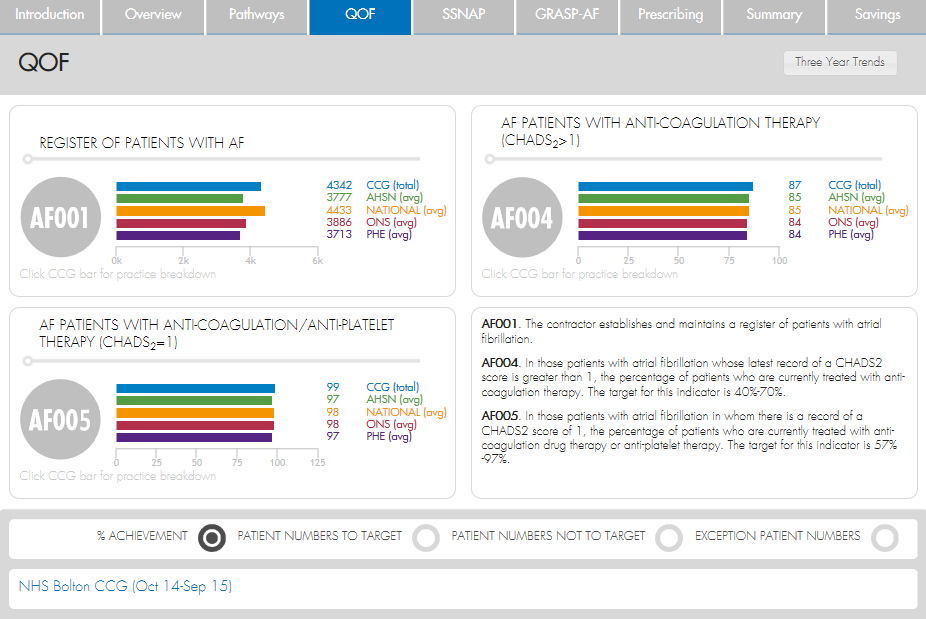 Introduction Overview Pathways QOF SSNAP GRASP-AF Prescribing Summary Savings
QOF
Three Year Trends
REGISTER OF PATIENTS WITH AF
AF001
4342 CCG (total)
3777 AHSN (avg)
4433 NATIONAL (avg)
3886 ONS (avg)
3713 PHE (avg)
0k 2k 4k 6k
Click CCG bar for practice breakdown
AF PATIENTS WITH ANTI-COAGULATION THERAPY
(CHADS₂>1)
AF004
87 CCG (total)
85 AHSN (avg)
85 NATIONAL (avg)
84 ONS (avg)
84 PHE (avg)
0 25 50 75 100
Click CCG bar for practice breakdown
AF PATIENTS WITH ANTI-COAGULATION/ANTI-PLATELET
THERAPY (CHADS₂=1)
AF005
99 CCG (total)
97 AHSN (avg)
98 NATIONAL (avg)
98 ONS (avg)
97 PHE (avg)
0 25 50 75 100 125
Click CCG bar for practice breakdown
AF001. The contractor establishes and maintains a register of patients with atrial
fibrillation.
AF004. In those patients with atrial fibrillation whose latest record of a CHADS2
score is greater than 1, the percentage of patients who are currently treated with anti-
coagulation therapy. The target for this indicator is 40%-70%.
AF005. In those patients with atrial fibrillation in whom there is a record of a
CHADS2 score of 1, the percentage of patients who are currently treated with anti-
coagulation drug therapy or anti-platelet therapy. The target for this indicator is 57%
-97%.
% ACHIEVEMENT PATIENT NUMBERS TO TARGET PATIENT NUMBERS NOT TO TARGET EXCEPTION PATIENT NUMBERS
NHS Bolton CCG (Oct 14-Sep 15)